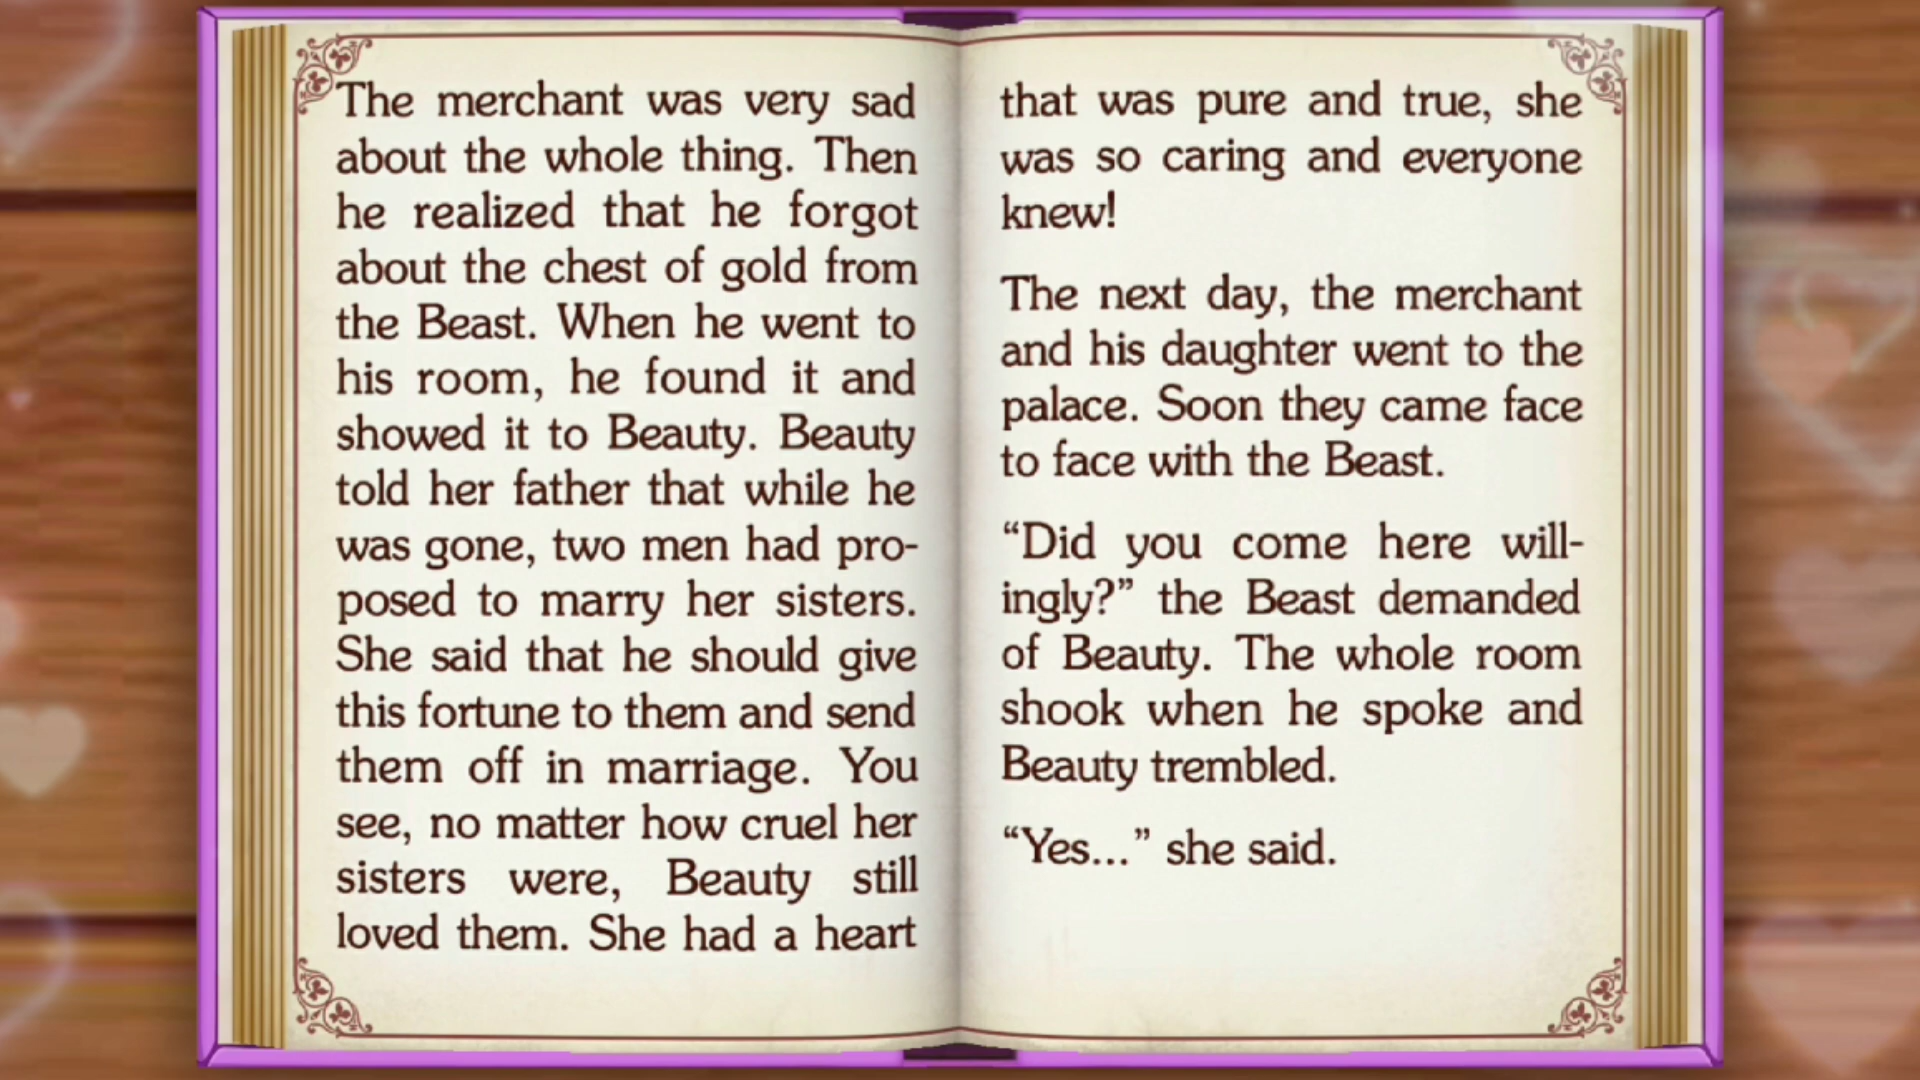 The merchant was very sad
about the whole thing. Then
he realized that he forgot
about the chest of gold from
the Beast. When he went to
his room, he found it and
showed it to Beauty. Beauty
told her father that while he
was gone, two men had pro-
posed to marry her sisters.
She said that he should give
this fortune to them and send
them off in marriage. You
see, no matter how cruel her
sisters were, Beauty still
loved them. She had a heart
that was pure and true, she
was so caring and everyone
knew!
The next day, the merchant
and his daughter went to the
palace. Soon they came face
to face with the Beast.
“Did you come here will-
ingly?” the Beast demanded
of Beauty. The whole room
shook when he spoke and
Beauty trembled.
“Yes...” she said.